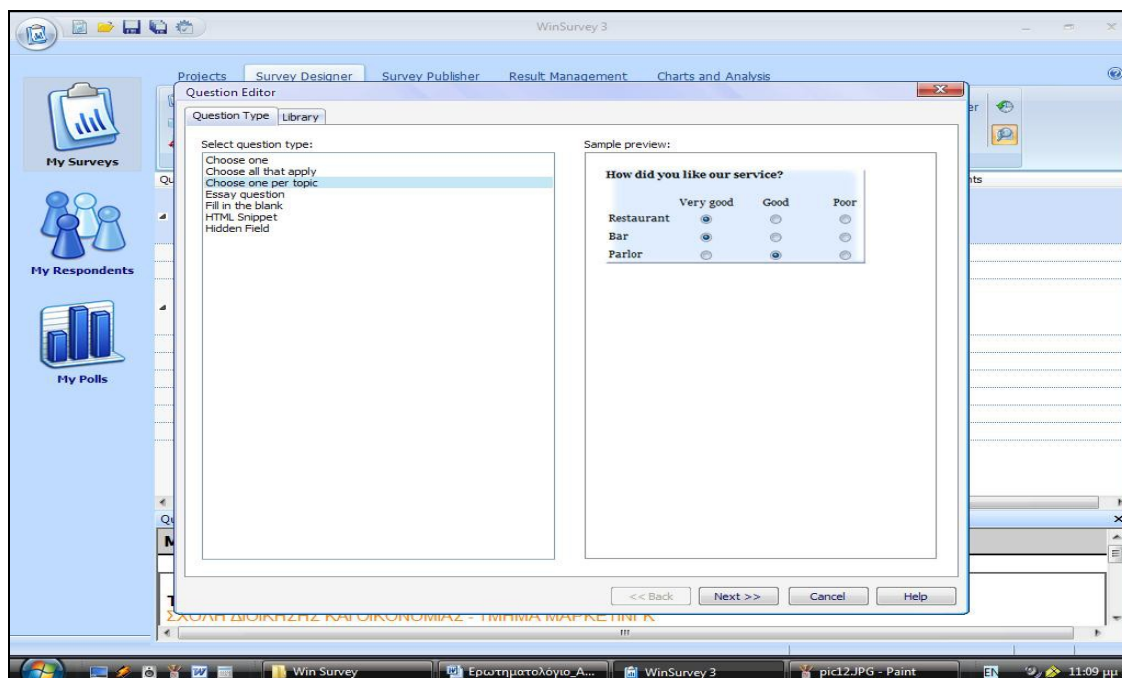 WinSurvey 3
Projects Survey Designer Survey Publisher Result Management Charts and Analysis
Question Editor
Question Type Library
Select question type:
Choose one
Choose all that apply
Choose one per topic
Essay question
Fill in the blank
HTML Snippet
Hidden Field
Sample preview:
How did you like our service?
Very good Good Poor
Restaurant
Bar
Parlor
My Surveys
My Respondents
My Polls
<< Back Next >> Cancel Help
ΣΧΟΛΗ ΔΙΟΙΚΗΣΗΣ ΚΑΙ ΟΙΚΟΝΟΜΙΑΣ - ΤΜΗΜΑ ΜΑΡΚΕΤΙΝΓΚ
Win Survey Ερωτηματολόγιο_Α... WinSurvey 3 pic12.JPG - Paint EN 11:09 μμ